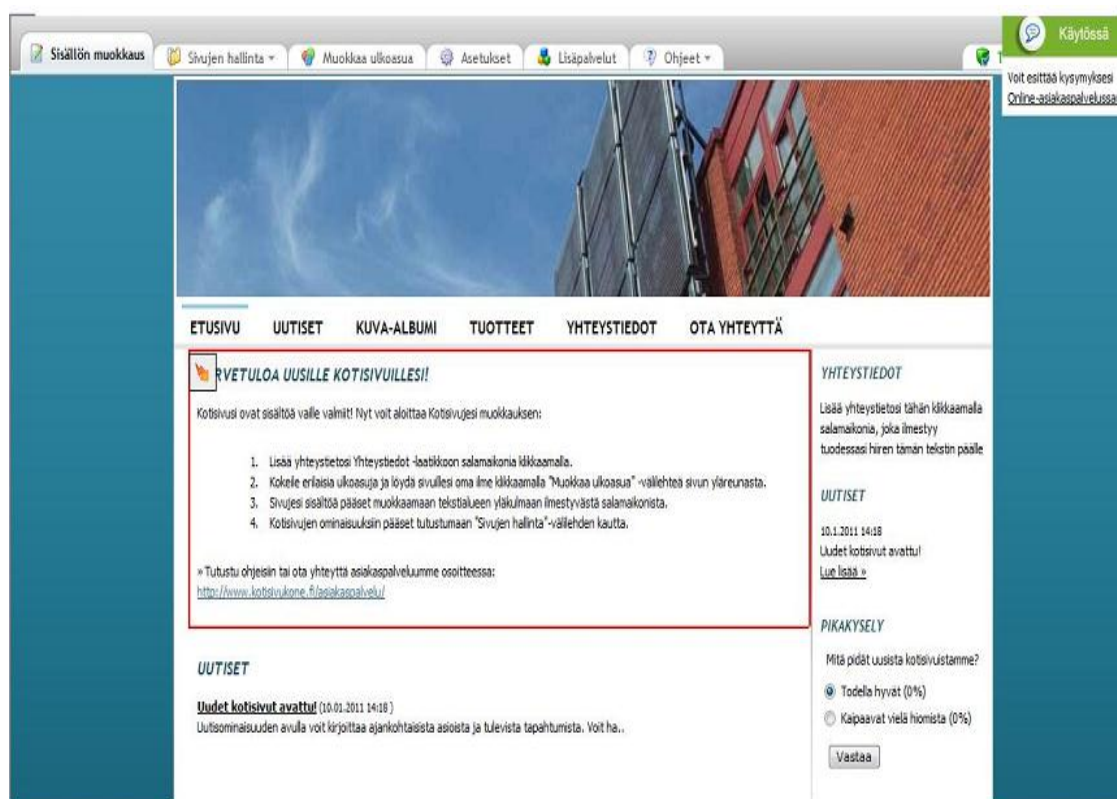 Sisällön muokkaus
Sivujen hallinta
Muokkaa ulkoasua
Asetukset
Lisäpalvelut
Ohjeet
T
Käytössä
Voit esittää kysymyksesi
Online-asiakaspalvelussa
ETUSIVU
UUTISET
KUVA-ALBUMI
TUOTTEET
YHTEYSTIEDOT
OTA YHTEYTTÄ
RVETULOA UUSILLE KOTISIVUILLESI!
Kotisivusi ovat sisältöä vaille valmiit! Nyt voit aloittaa Kotisivujesi muokkauksen:
1. Lisää yhteystietosi Yhteystiedot -laatikkoon salamaikonia klikkaamalla.
2. Kokeile erilaisia ulkoasuja ja löydä sivuillesi oma ilme klikkaamalla "Muokkaa ulkoasua" -välilehteä sivun yläreunasta.
3. Sivujesi sisältöä pääset muokkaamaan tekstialueen yläkulmaan ilmestyvästä salamaikonista.
4. Kotisivujen ominaisuuksiin pääset tutustumaan "Sivujen hallinta"-välilehden kautta.
» Tutustu ohjeisiin tai ota yhteyttä asiakaspalveluumme osoitteessa:
http://www.kotisivukone.fi/asiakaspalvelu/
UUTISET
Uudet kotisivut avattu! (10.01.2011 14:18 )
Uutisominaisuuden avulla voit kirjoittaa ajankohtaisista asioista ja tulevista tapahtumista. Voit ha..
YHTEYSTIEDOT
Lisää yhteystietosi tähän klikkaamalla
salamaikonia, joka ilmestyy
tuodessasi hiiren tämän tekstin päälle
UUTISET
10.1.2011 14:18
Uudet kotisivut avattu!
Lue lisää »
PIKAKYSELY
Mitä pidät uusista kotisivuistamme?
Todella hyvät (0%)
Kaipaavat vielä hiomista (0%)
Vastaa